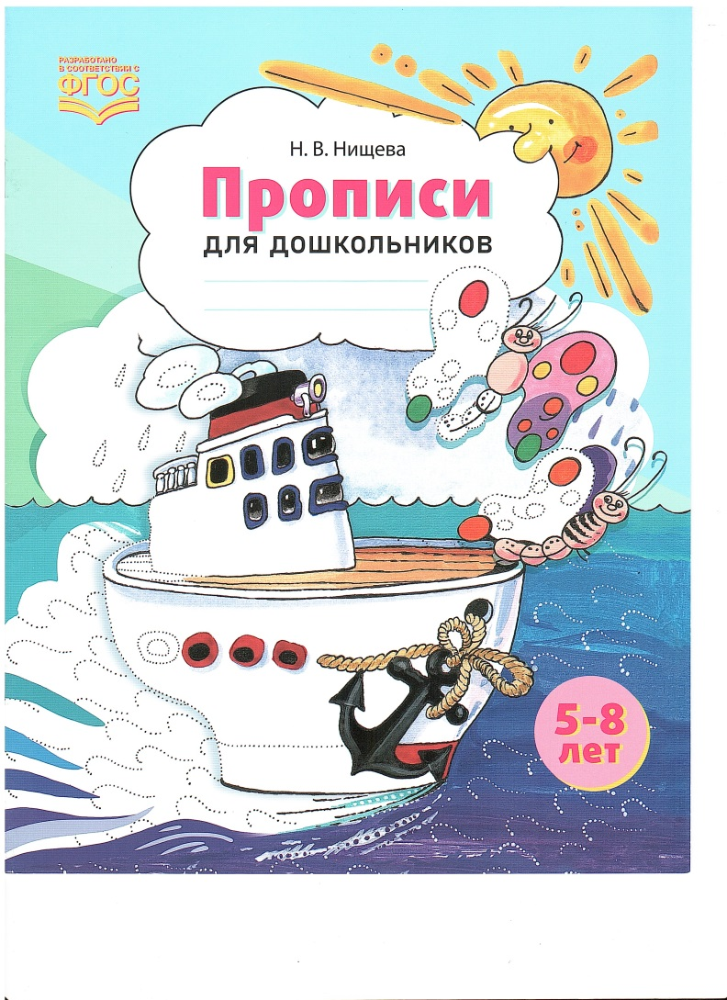 РАЗРАБОТАНО
В СООТВЕТСТВИИ С
ФГОС
Н. В. Нищева
Прописи
для дошкольников
5-8
лет